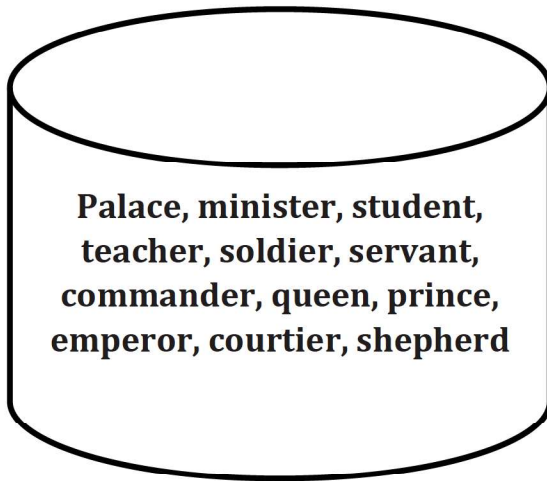 Palace, minister, student,
teacher, soldier, servant,
commander, queen, prince,
emperor, courtier, shepherd